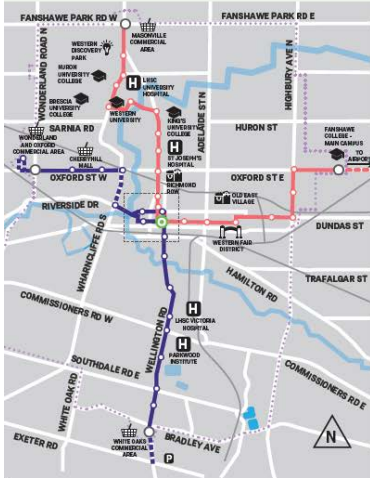 FANSHAWE PARK RD W
FANSHAWE PARK RD E
WONDERLAND ROAD N
MASONVILLE
COMMERCIAL
AREA
WESTERN
DISCOVERY
PARK
HIGHBURY AVE N
HURON
UNIVERSITY
COLLEGE
H
LHSC
UNIVERSITY
HOSPITAL
ADELAIDE ST N
BRESCIA
UNIVERSITY
COLLEGE
WESTERN
UNIVERSITY
KING'S
UNIVERSITY
COLLEGE
HURON ST
FANSHAWE
COLLEGE -
MAIN CAMPUS
TO
AIRPORT
SARNIA RD
WONDERLAND
AND OXFORD
COMMERCIAL AREA
CHERRYHILL
MALL
H
ST JOSEPH'S
HOSPITAL
OXFORD ST W
RICHMOND
ROW
OXFORD ST E
OLD EAST
VILLAGE
RIVERSIDE DR
DUNDAS ST
WESTERN FAIR
DISTRICT
WHARNCLIFFE RD S
HAMILTON RD
TRAFALGAR ST
COMMISSIONERS RD W
WELLINGTON RD
H
LHSC VICTORIA
HOSPITAL
H
PARKWOOD
INSTITUTE
SOUTHDALE RD E
COMMISSIONERS RD E
WHITE OAK RD
EXETER RD
WHITE OAKS
COMMERCIAL
AREA
BRADLEY AVE
P
N